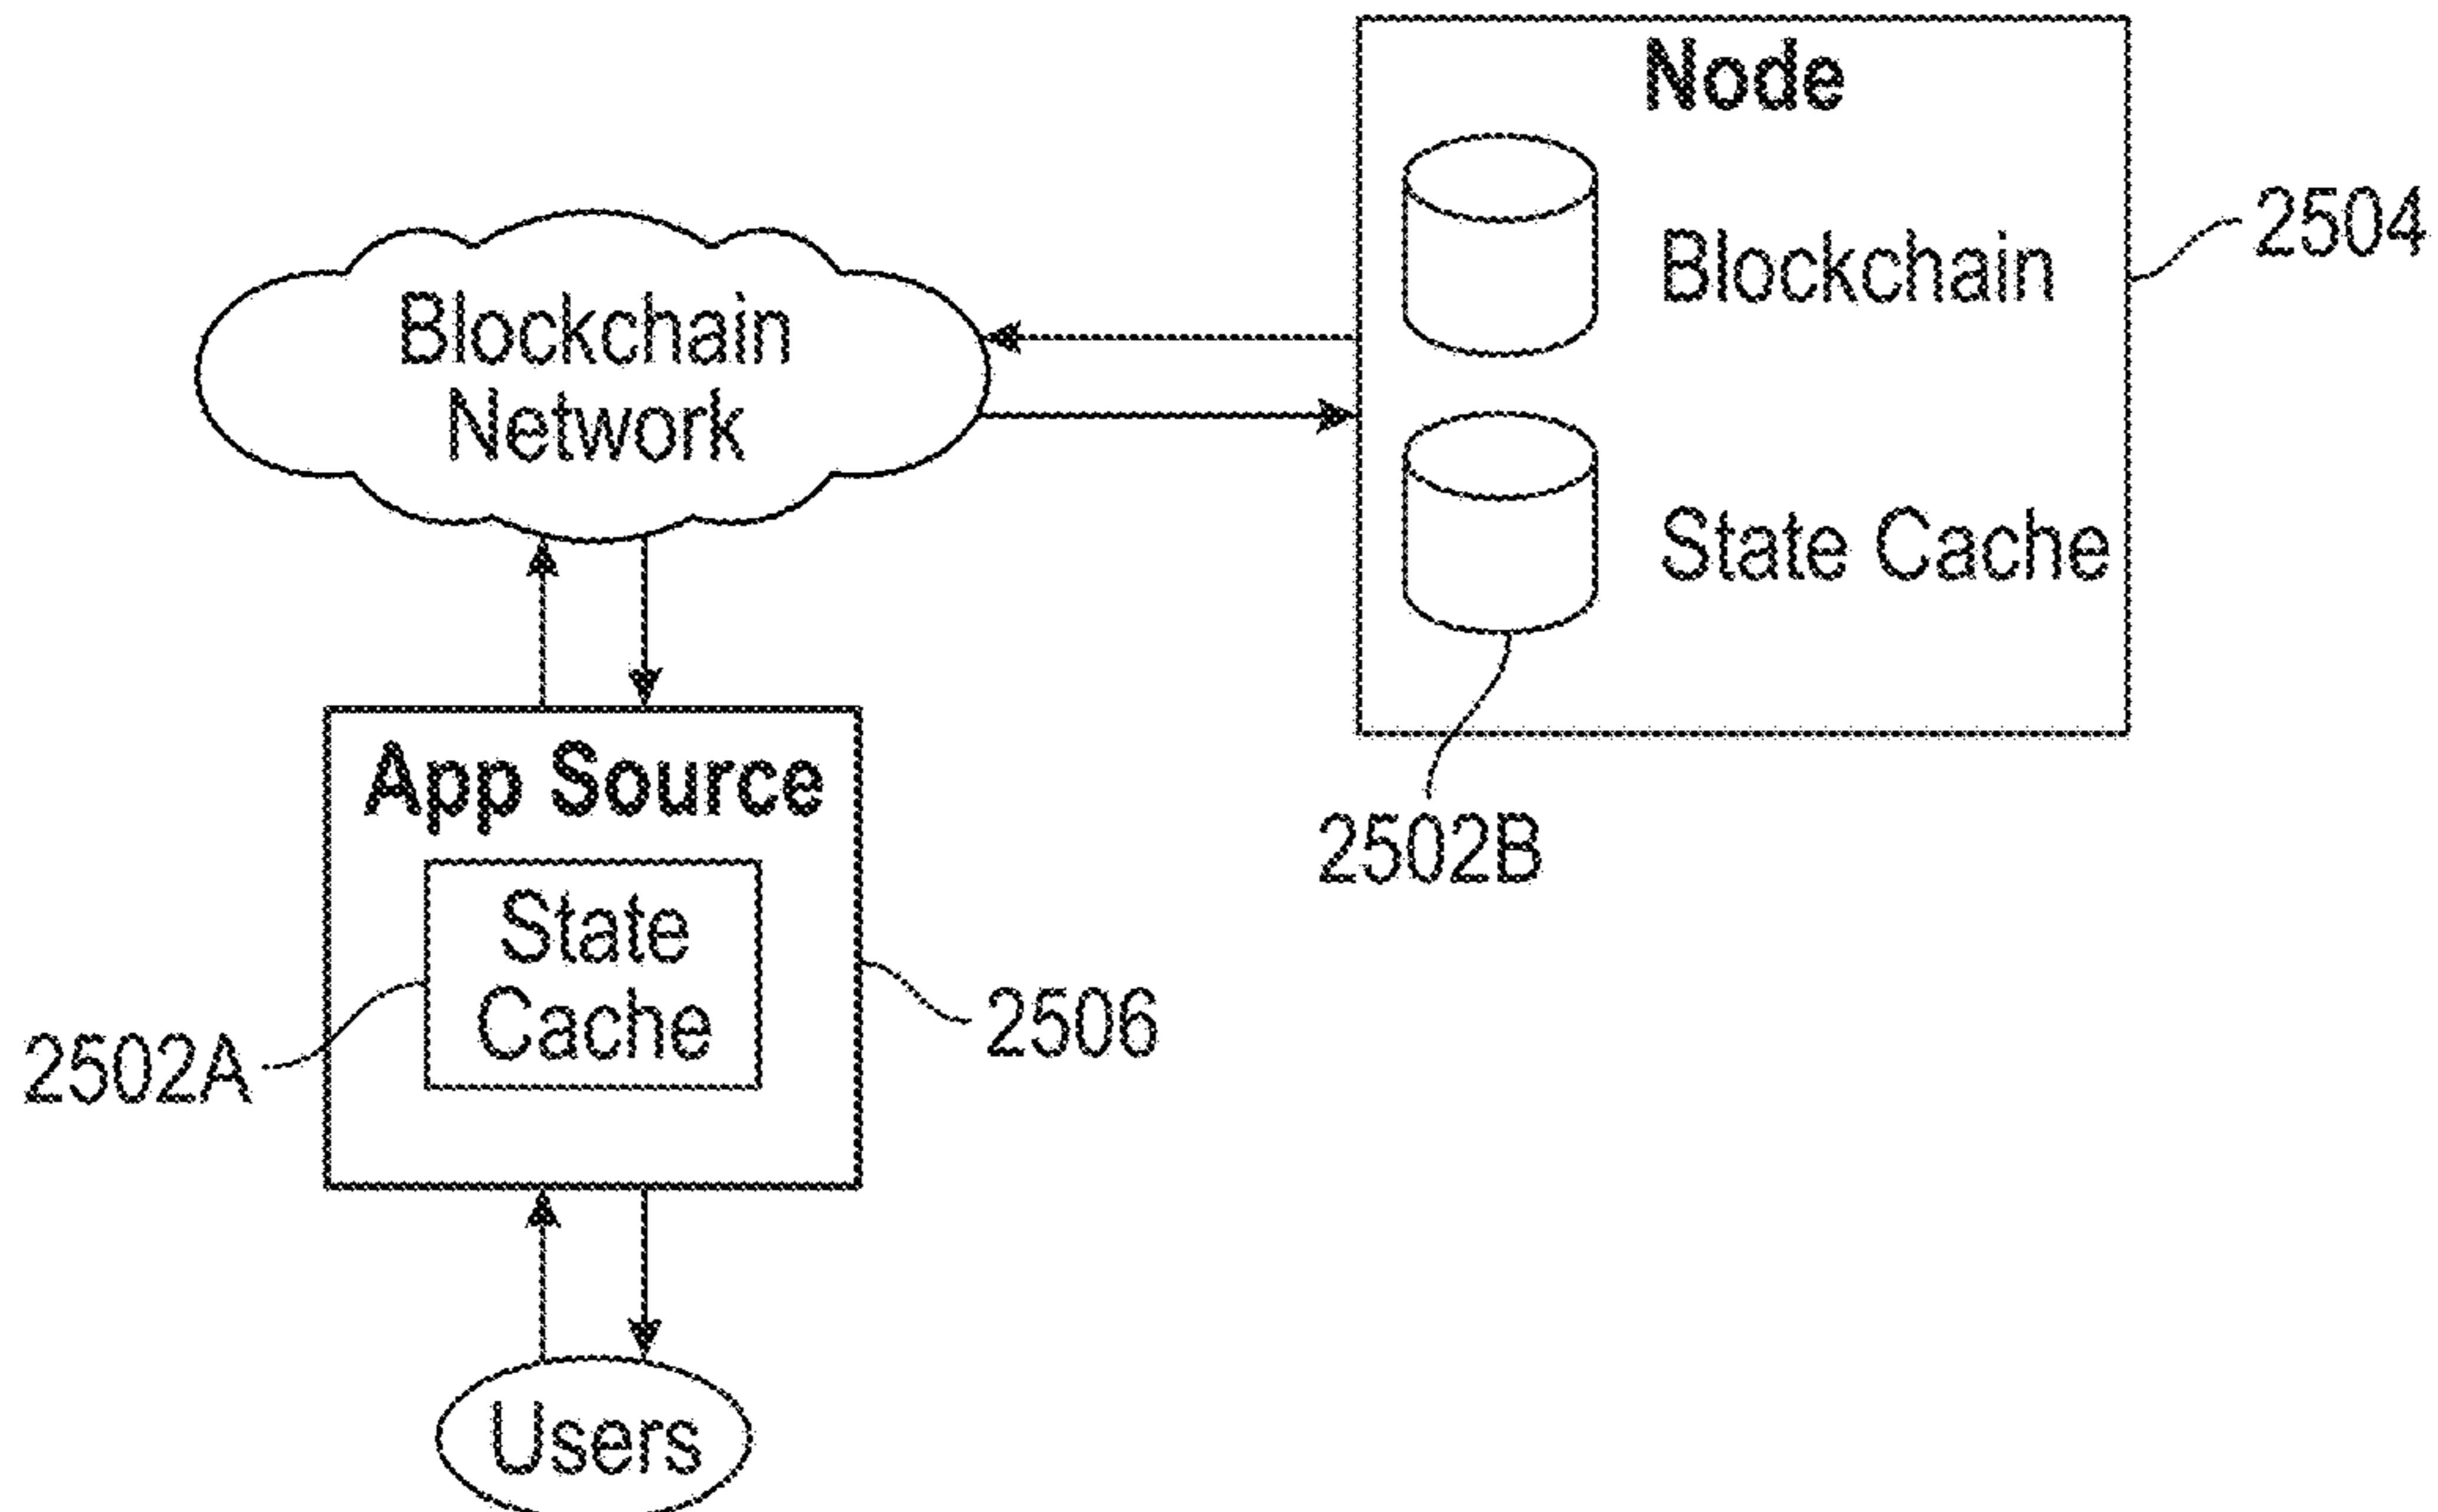 Node
Blockchain
2504
Blockchain
Network
State Cache
2502B
App Source
State
Cache
2506
2502A
Users